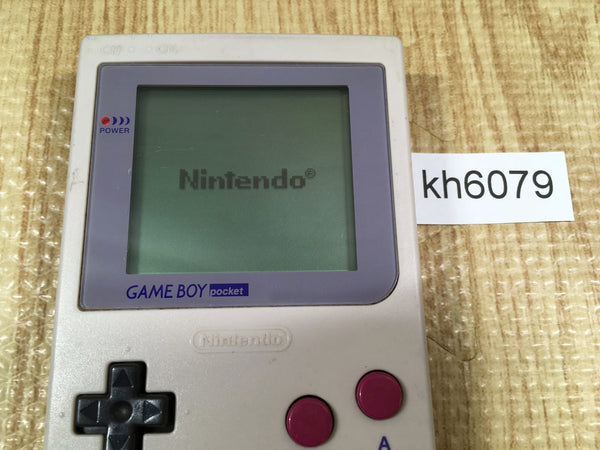 POWER
Nintendo®
kh6079
GAME BOY pocket
Nintendo
A